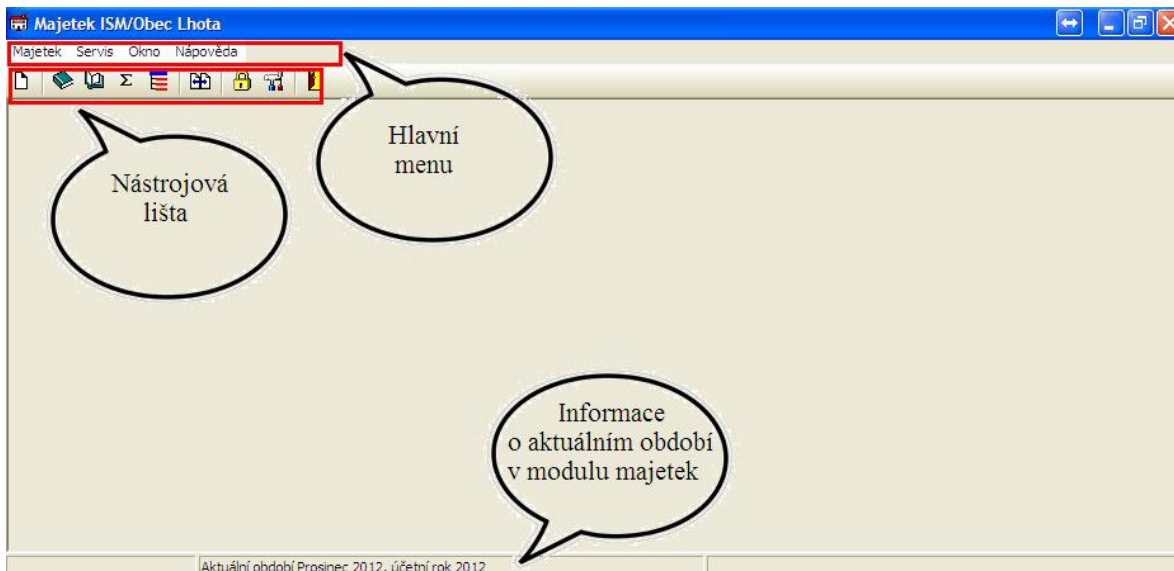 Majetek ISM/Obec Lhota
Majetek Servis Okno Nápověda
Hlavní
menu
Nástrojová
lišta
Informace
o aktuálním období
v modulu majetek
Aktuální období Prosinec 2012, účetní rok 2012